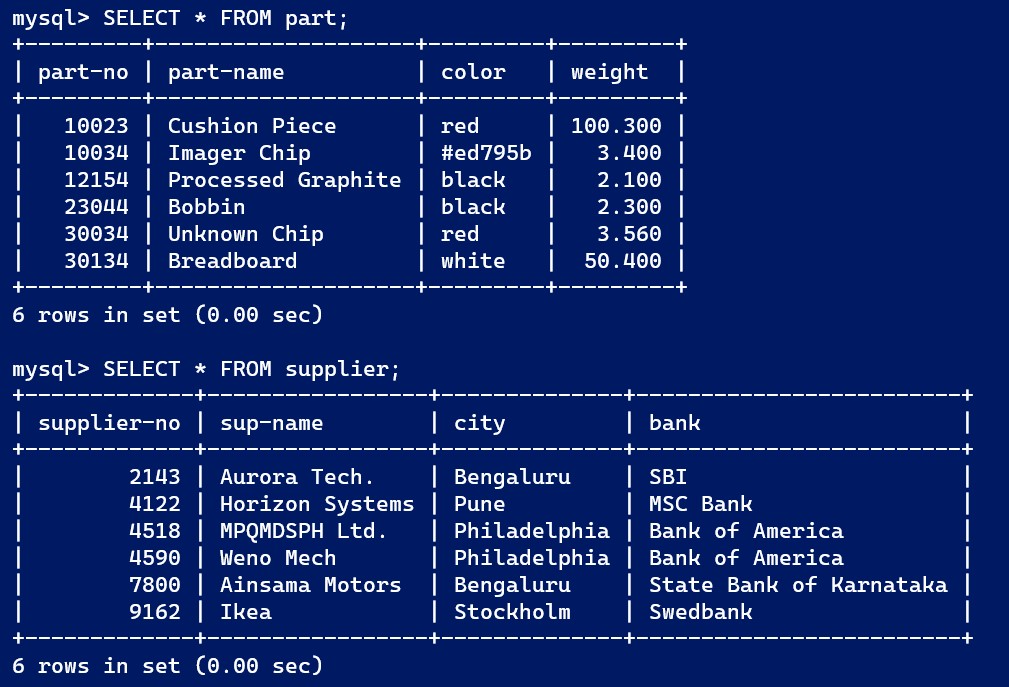 mysql> SELECT * FROM part;
+---------+--------------------+---------+---------+
| part-no | part-name          | color   | weight  |
+---------+--------------------+---------+---------+
|   10023 | Cushion Piece      | red     | 100.300 |
|   10034 | Imager Chip        | #ed795b |   3.400 |
|   12154 | Processed Graphite | black   |   2.100 |
|   23044 | Bobbin             | black   |   2.300 |
|   30034 | Unknown Chip       | red     |   3.560 |
|   30134 | Breadboard         | white   |  50.400 |
+---------+--------------------+---------+---------+
6 rows in set (0.00 sec)

mysql> SELECT * FROM supplier;
+-------------+-----------------+--------------+-------------------------+
| supplier-no | sup-name        | city         | bank                    |
+-------------+-----------------+--------------+-------------------------+
|        2143 | Aurora Tech.    | Bengaluru    | SBI                     |
|        4122 | Horizon Systems | Pune         | MSC Bank                |
|        4518 | MPQMDSPH Ltd.   | Philadelphia | Bank of America         |
|        4590 | Weno Mech       | Philadelphia | Bank of America         |
|        7800 | Ainsama Motors  | Bengaluru    | State Bank of Karnataka |
|        9162 | Ikea            | Stockholm    | Swedbank                |
+-------------+-----------------+--------------+-------------------------+
6 rows in set (0.00 sec)